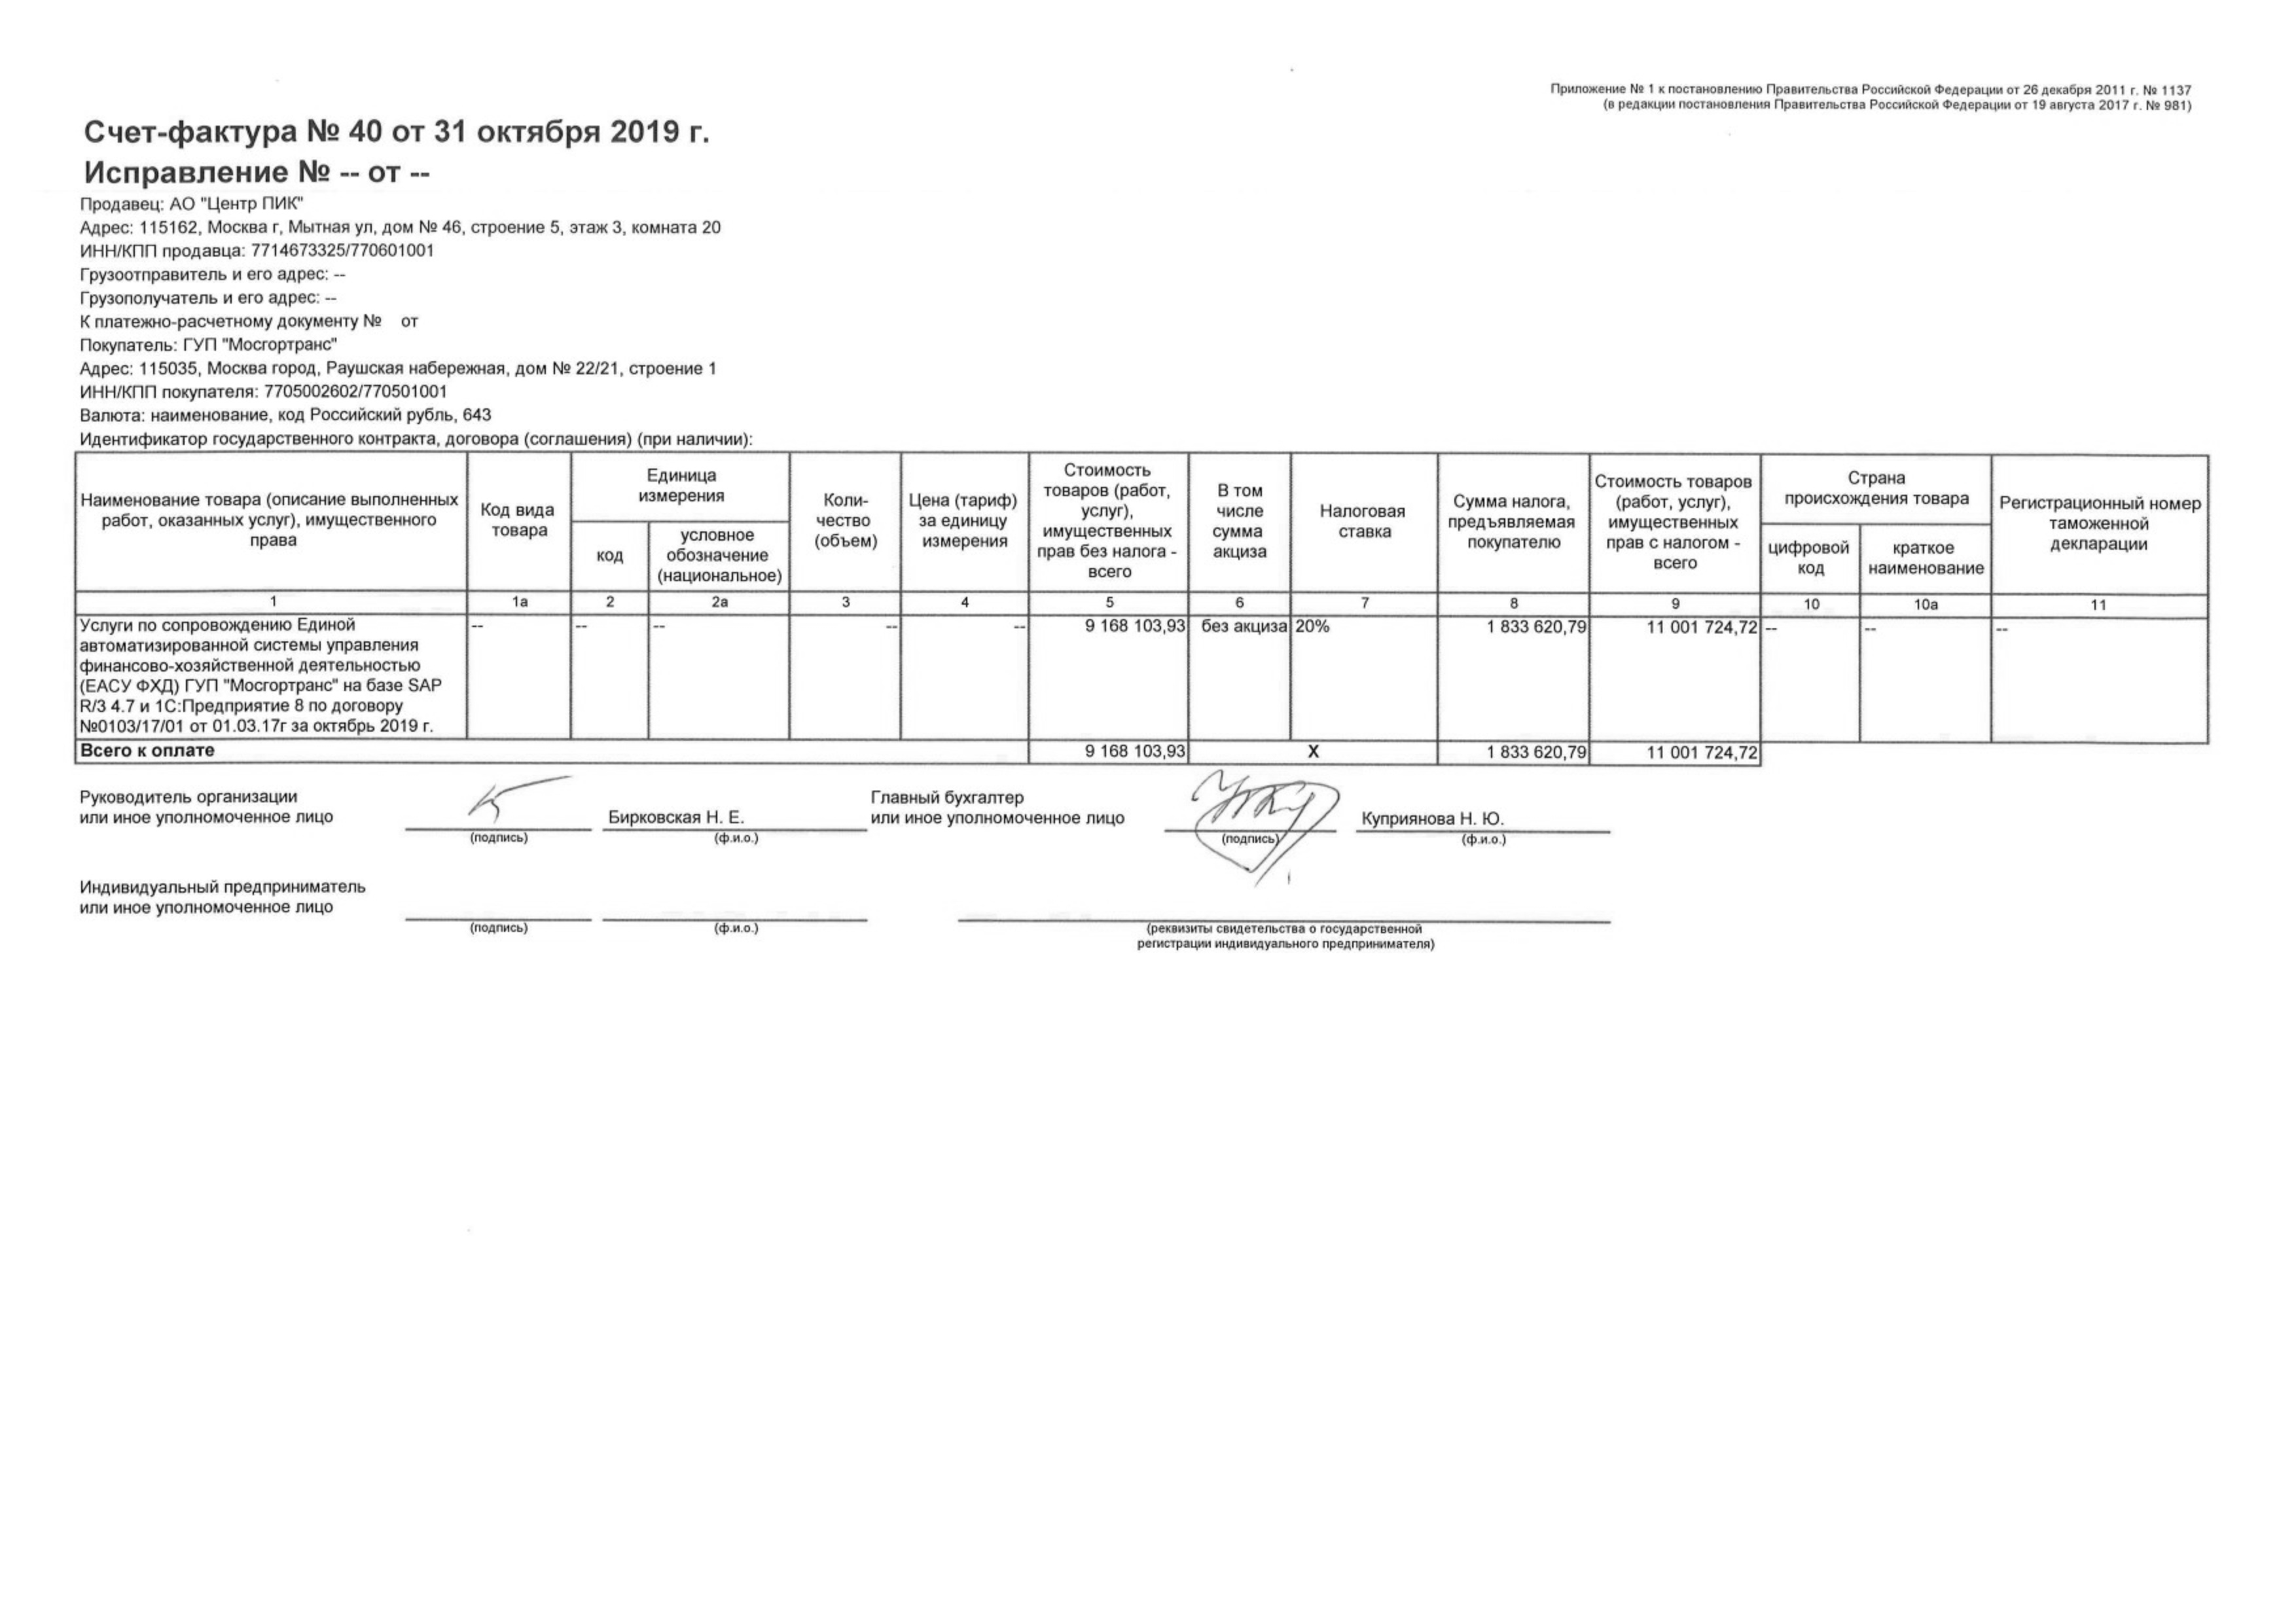 Приложение № 1 к постановлению Правительства Российской Федерации от 26 декабря 2011 г. № 1137
(в редакции постановления Правительства Российской Федерации от 19 августа 2017 г. № 981)
Счет-фактура № 40 от 31 октября 2019 г.
Исправление № -- от --
Продавец: АО "Центр ПИК"
Адрес: 115162, Москва г, Мытная ул, дом № 46, строение 5, этаж 3, комната 20
ИНН/КПП продавца: 7714673325/770601001
Грузоотправитель и его адрес: --
Грузополучатель и его адрес: --
К платежно-расчетному документу № от
Покупатель: ГУП "Мосгортранс"
Адрес: 115035, Москва город, Раушская набережная, дом № 22/21, строение 1
ИНН/КПП покупателя: 7705002602/770501001
Валюта: наименование, код Российский рубль, 643
Идентификатор государственного контракта, договора (соглашения) (при наличии):
Наименование товара (описание выполненных
работ, оказанных услуг), имущественного
права
Код вида
товара
Единица
измерения
код
условное
обозначение
(национальное)
Коли-
чество
(объем)
Цена (тариф)
за единицу
измерения
Стоимость
товаров (работ,
услуг),
имущественных
прав без налога -
всего
В том
числе
сумма
акциза
Налоговая
ставка
Сумма налога,
предъявляемая
покупателю
Стоимость товаров
(работ, услуг),
имущественных
прав с налогом -
всего
Страна
происхождения товара
цифровой
код
краткое
наименование
Регистрационный номер
таможенной
декларации
1 1а 2 2а 3 4 5 6 7 8 9 10 10а 11
Услуги по сопровождению Единой -- -- -- -- -- 9 168 103,93 без акциза 20% 1 833 620,79 11 001 724,72 -- -- --
автоматизированной системы управления
финансово-хозяйственной деятельностью
(ЕАСУ ФХД) ГУП "Мосгортранс" на базе SAP
R/3 4.7 и 1С:Предприятие 8 по договору
№0103/17/01 от 01.03.17г за октябрь 2019 г.
Всего к оплате 9 168 103,93 X 1 833 620,79 11 001 724,72
Руководитель организации
или иное уполномоченное лицо
Бирковская Н. Е.
(подпись) (ф.и.о.)
Главный бухгалтер
или иное уполномоченное лицо
Куприянова Н. Ю.
(подпись) (ф.и.о.)
Индивидуальный предприниматель
или иное уполномоченное лицо
(подпись) (ф.и.о.)
(реквизиты свидетельства о государственной
регистрации индивидуального предпринимателя)